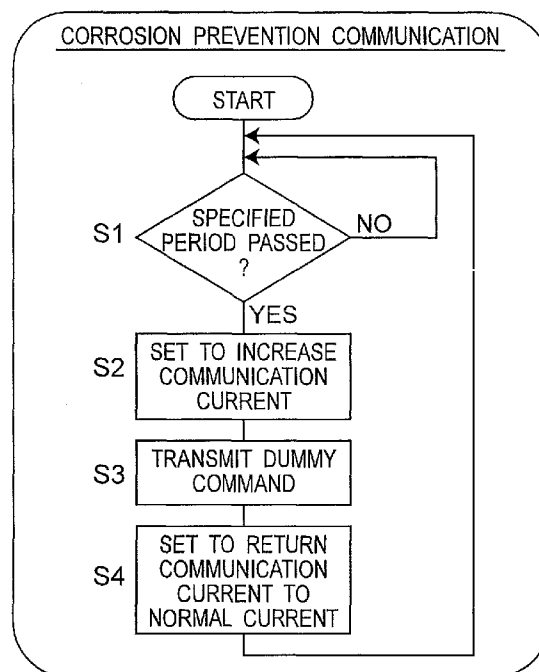 CORROSION PREVENTION COMMUNICATION
START
S1
SPECIFIED
PERIOD PASSED
?
NO
YES
S2
SET TO INCREASE
COMMUNICATION
CURRENT
S3
TRANSMIT DUMMY
COMMAND
S4
SET TO RETURN
COMMUNICATION
CURRENT TO
NORMAL CURRENT